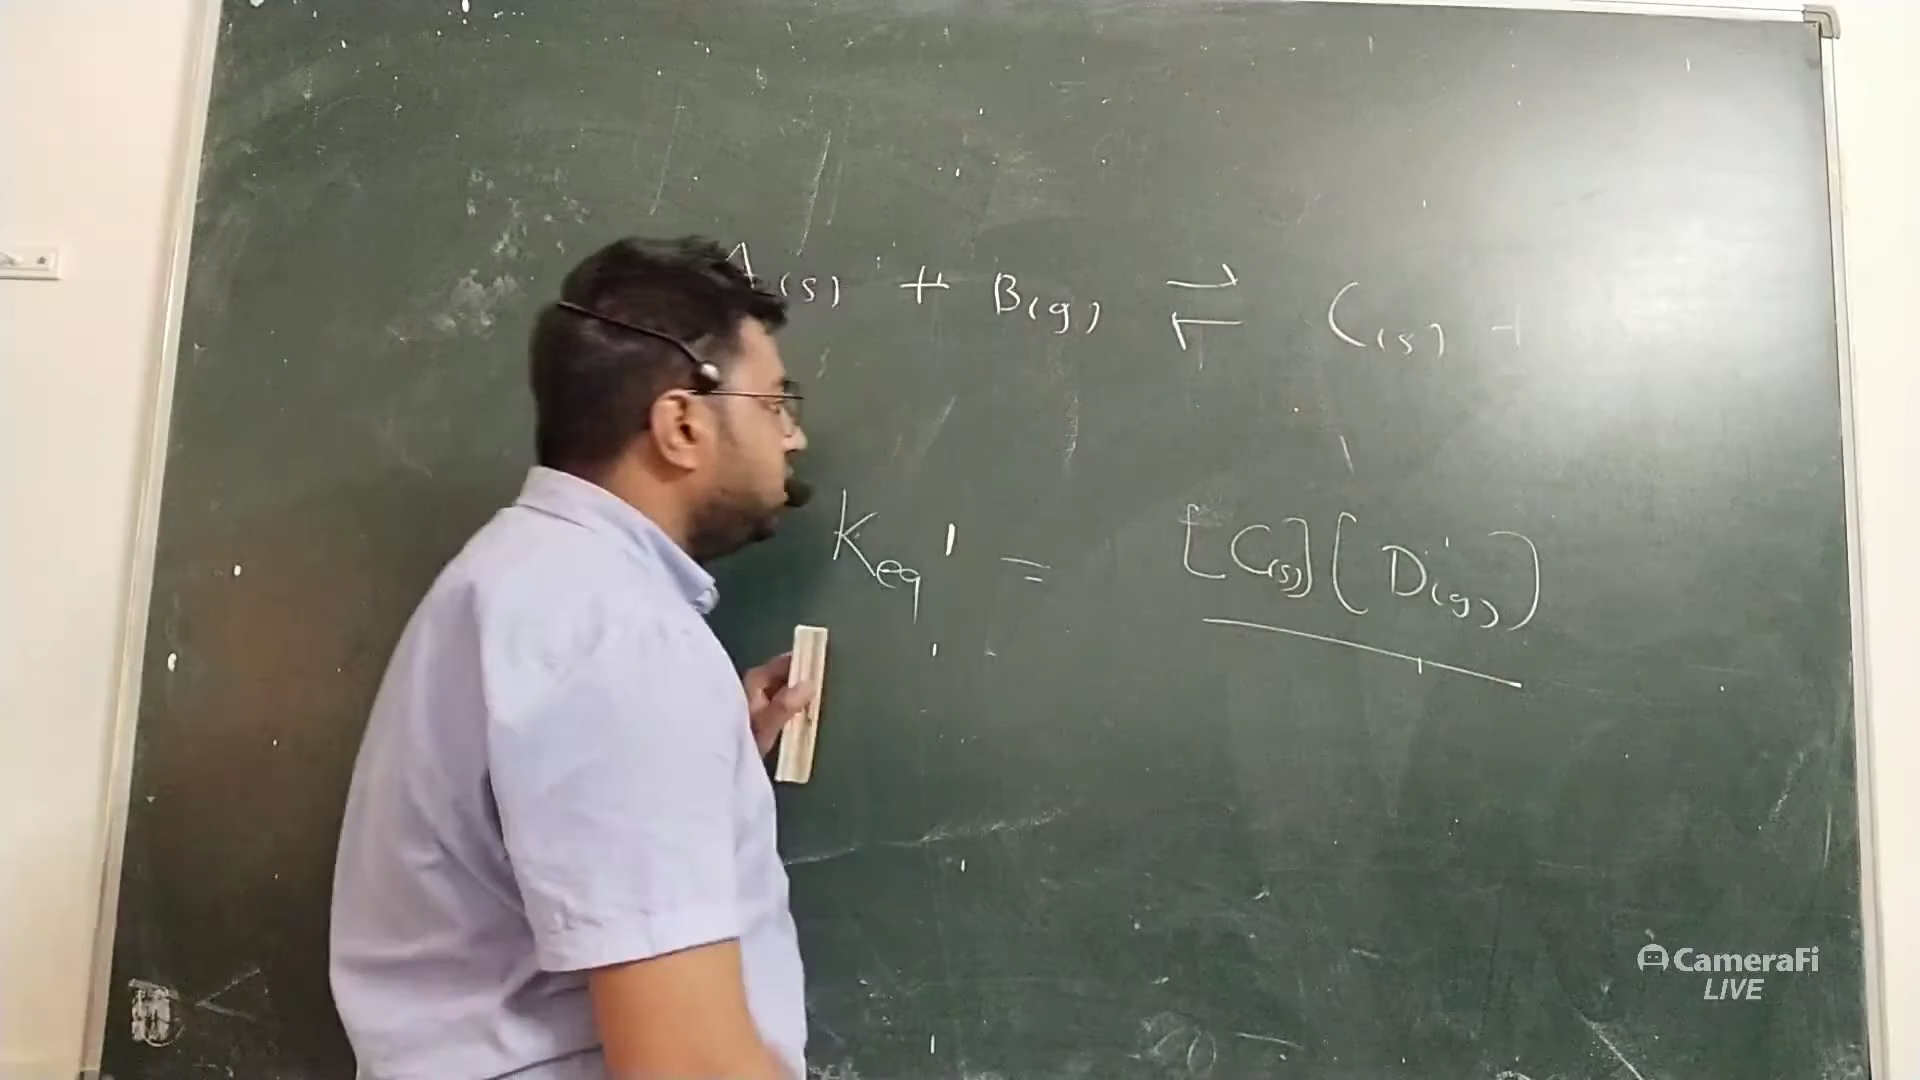 A(s) + B(g) ⇌ C(s) +
Keq' = [C(s)][D(g)]
CameraFi
LIVE